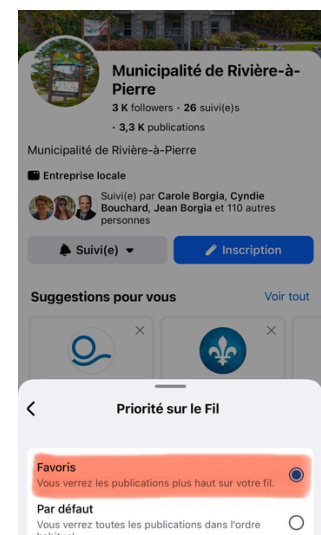 Municipalité de Rivière-à-
Pierre
3 K followers • 26 suivi(e)s
• 3,3 K publications
Municipalité de Rivière-à-Pierre
Entreprise locale
Suivi(e) par Carole Borgia, Cyndie
Bouchard, Jean Borgia et 110 autres
personnes
Suivi(e)
Inscription
Suggestions pour vous
Voir tout
Priorité sur le Fil
Favoris
Vous verrez les publications plus haut sur votre fil.
Par défaut
Vous verrez toutes les publications dans l'ordre